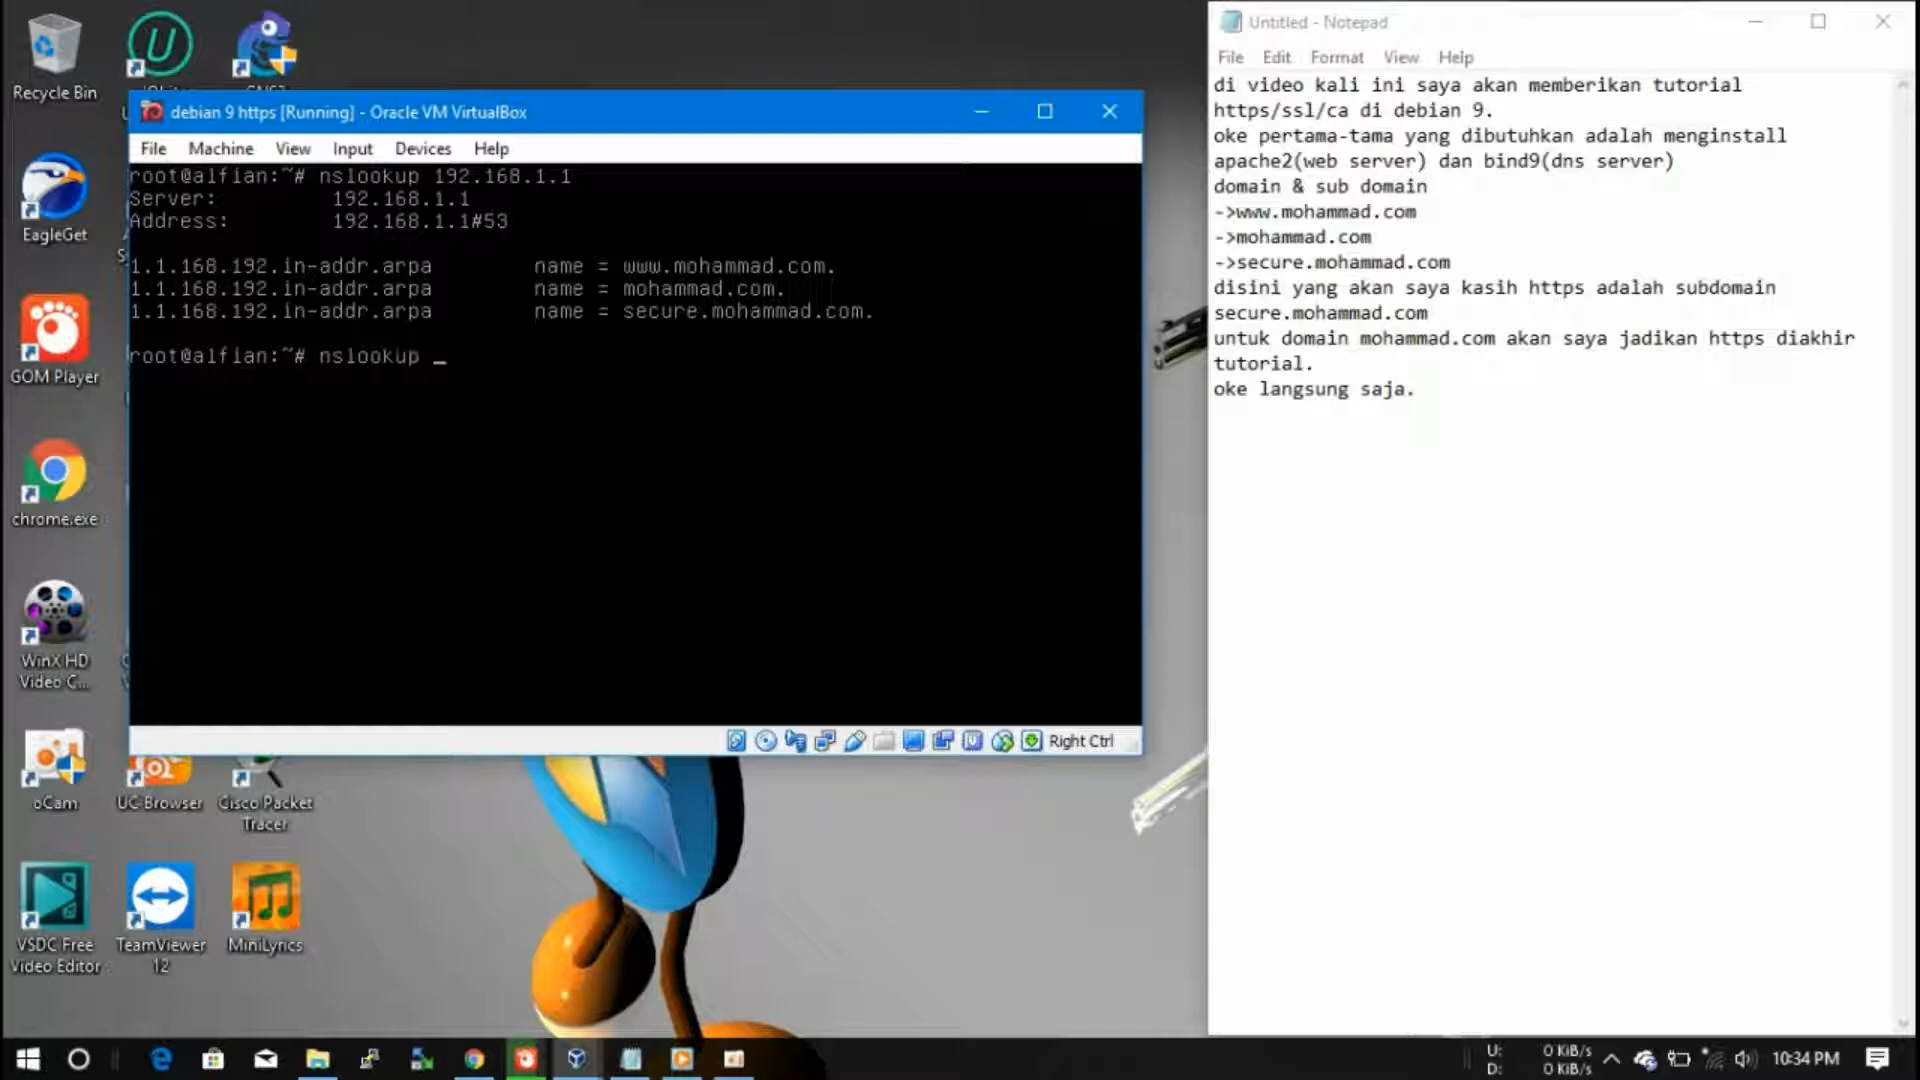 Recycle Bin
EagleGet
GOM Player
chrome.exe
WinX HD
Video C...
oCam
UC-Browser
Cisco Packet
Tracer
VSDC Free
Video Editor
TeamViewer
12
MiniLyrics
debian 9 https [Running] - Oracle VM VirtualBox
File Machine View Input Devices Help
root@alfian:~# nslookup 192.168.1.1
Server: 192.168.1.1
Address: 192.168.1.1#53
1.1.168.192.in-addr.arpa name = www.mohammad.com.
1.1.168.192.in-addr.arpa name = mohammad.com.
1.1.168.192.in-addr.arpa name = secure.mohammad.com.
root@alfian:~# nslookup _
Right Ctrl
Untitled - Notepad
File Edit Format View Help
di video kali ini saya akan memberikan tutorial
https/ssl/ca di debian 9.
oke pertama-tama yang dibutuhkan adalah menginstall
apache2(web server) dan bind9(dns server)
domain & sub domain
->www.mohammad.com
->mohammad.com
->secure.mohammad.com
disini yang akan saya kasih https adalah subdomain
secure.mohammad.com
untuk domain mohammad.com akan saya jadikan https diakhir
tutorial.
oke langsung saja.
U: 0 KiB/s
D: 0 KiB/s
10:34 PM